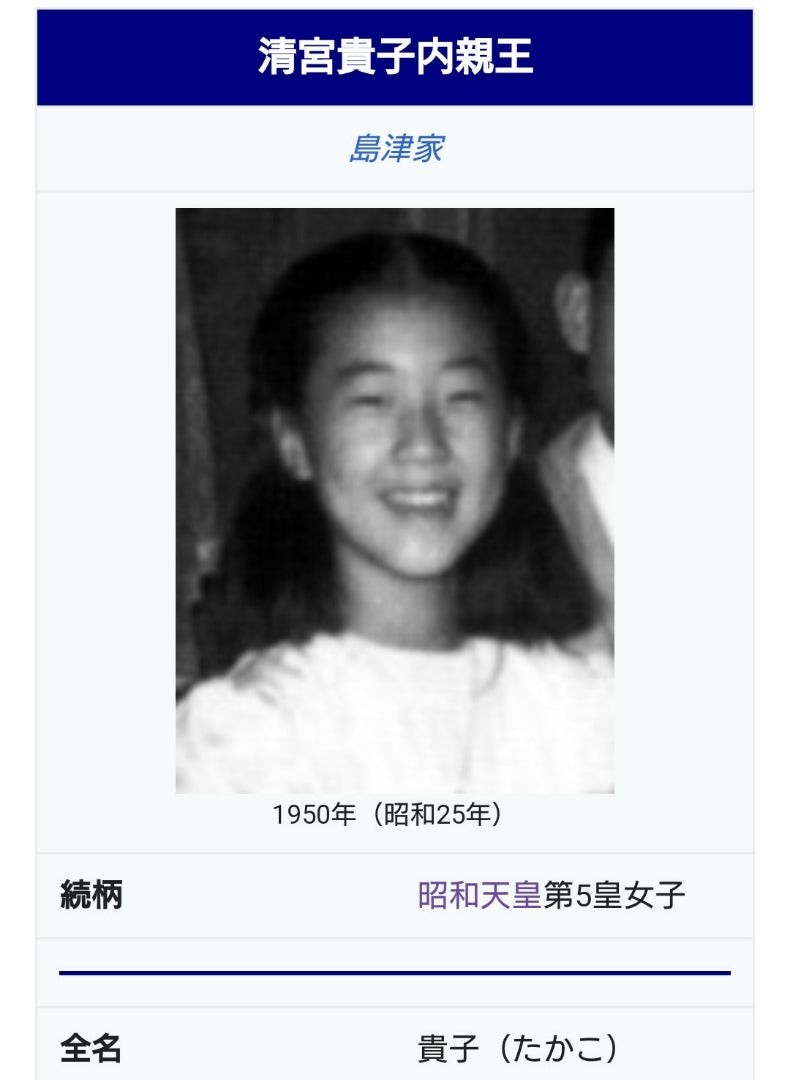 清宮貴子内親王
島津家
1950年（昭和25年）
続柄 昭和天皇第5皇女子
全名 貴子（たかこ）